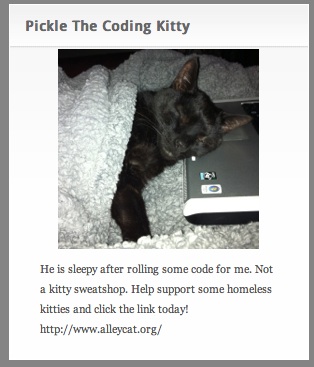 Pickle The Coding Kitty
He is sleepy after rolling some code for me. Not
a kitty sweatshop. Help support some homeless
kitties and click the link today!
http://www.alleycat.org/